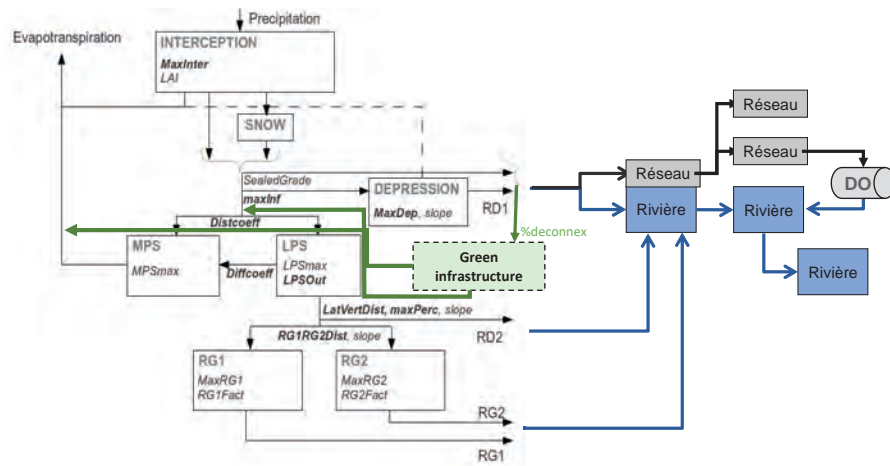 Precipitation
Evapotranspiration
INTERCEPTION
MaxInter
LAI
SNOW
SealedGrade
maxInf
DEPRESSION
MaxDep, slope
RD1
Distcoeff
%deconnex
MPS
MPSmax
Diffcoeff
LPS
LPSmax
LPSOut
Green
infrastructure
LatVertDist, maxPerc, slope
RD2
RG1RG2Dist, slope
RG1
MaxRG1
RG1Fact
RG2
MaxRG2
RG2Fact
RG2
RG1
Réseau
Réseau
Réseau
DO
Rivière
Rivière
Rivière